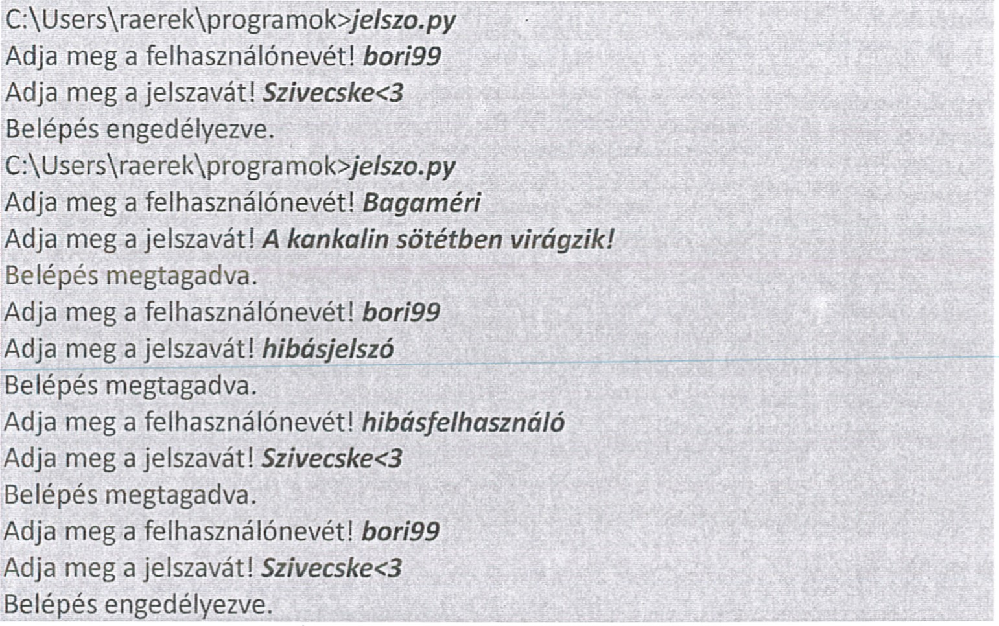 C:\Users\raerek\programok>jelszo.py
Adja meg a felhasználónevét! bori99
Adja meg a jelszavát! Szivecske<3
Belépés engedélyezve.
C:\Users\raerek\programok>jelszo.py
Adja meg a felhasználónevét! Bagaméri
Adja meg a jelszavát! A kankalin sötétben virágzik!
Belépés megtagadva.
Adja meg a felhasználónevét! bori99
Adja meg a jelszavát! hibásjelszó
Belépés megtagadva.
Adja meg a felhasználónevét! hibásfelhasználó
Adja meg a jelszavát! Szivecske<3
Belépés megtagadva.
Adja meg a felhasználónevét! bori99
Adja meg a jelszavát! Szivecske<3
Belépés engedélyezve.